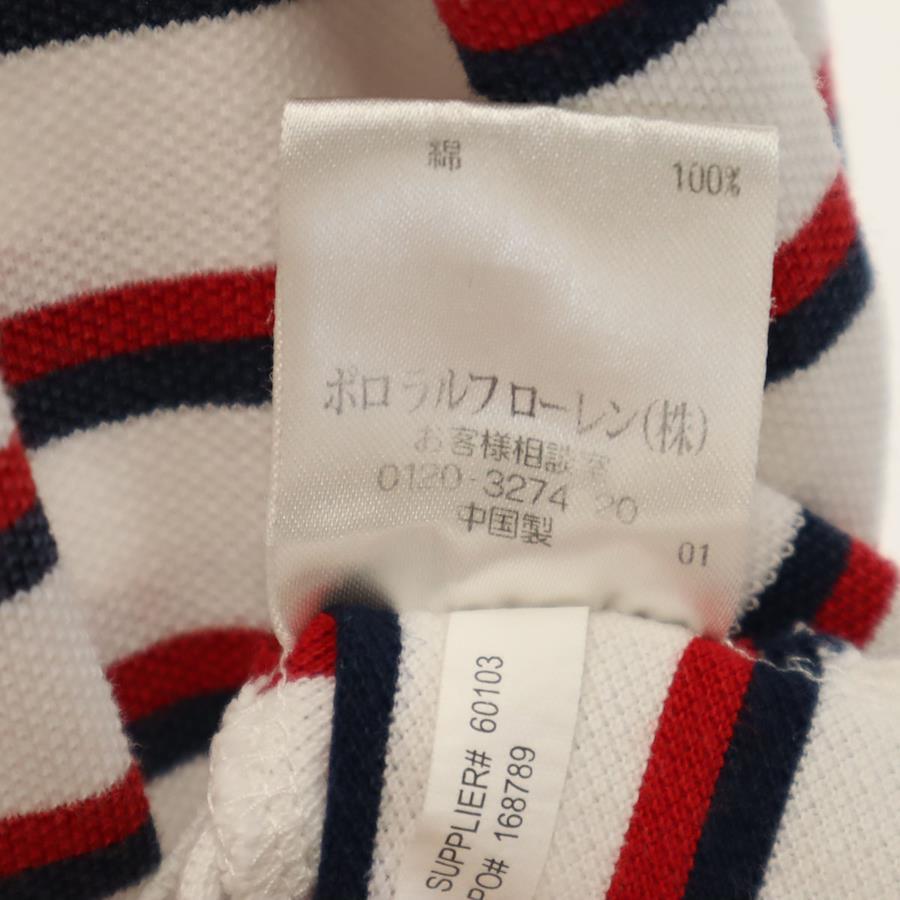 綿 100%
ポロ ラルフ ローレン(株)
お客様相談室
0120-3274 20
中国製
01
SUPPLIER# 60103
PO# 168789